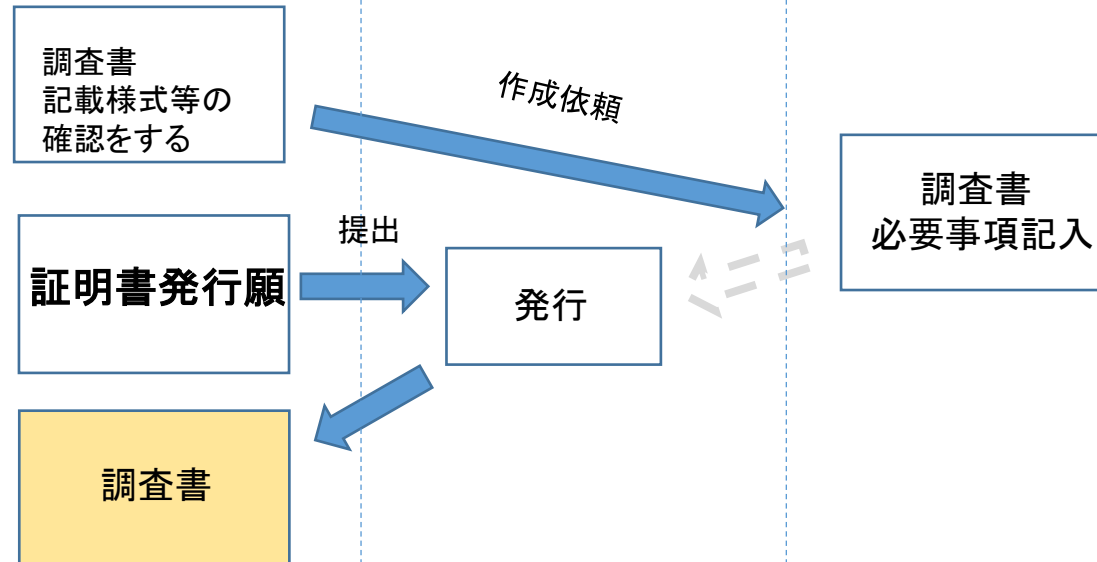 調査書
記載様式等の
確認をする
作成依頼
調査書
必要事項記入
提出
証明書発行願
発行
調査書